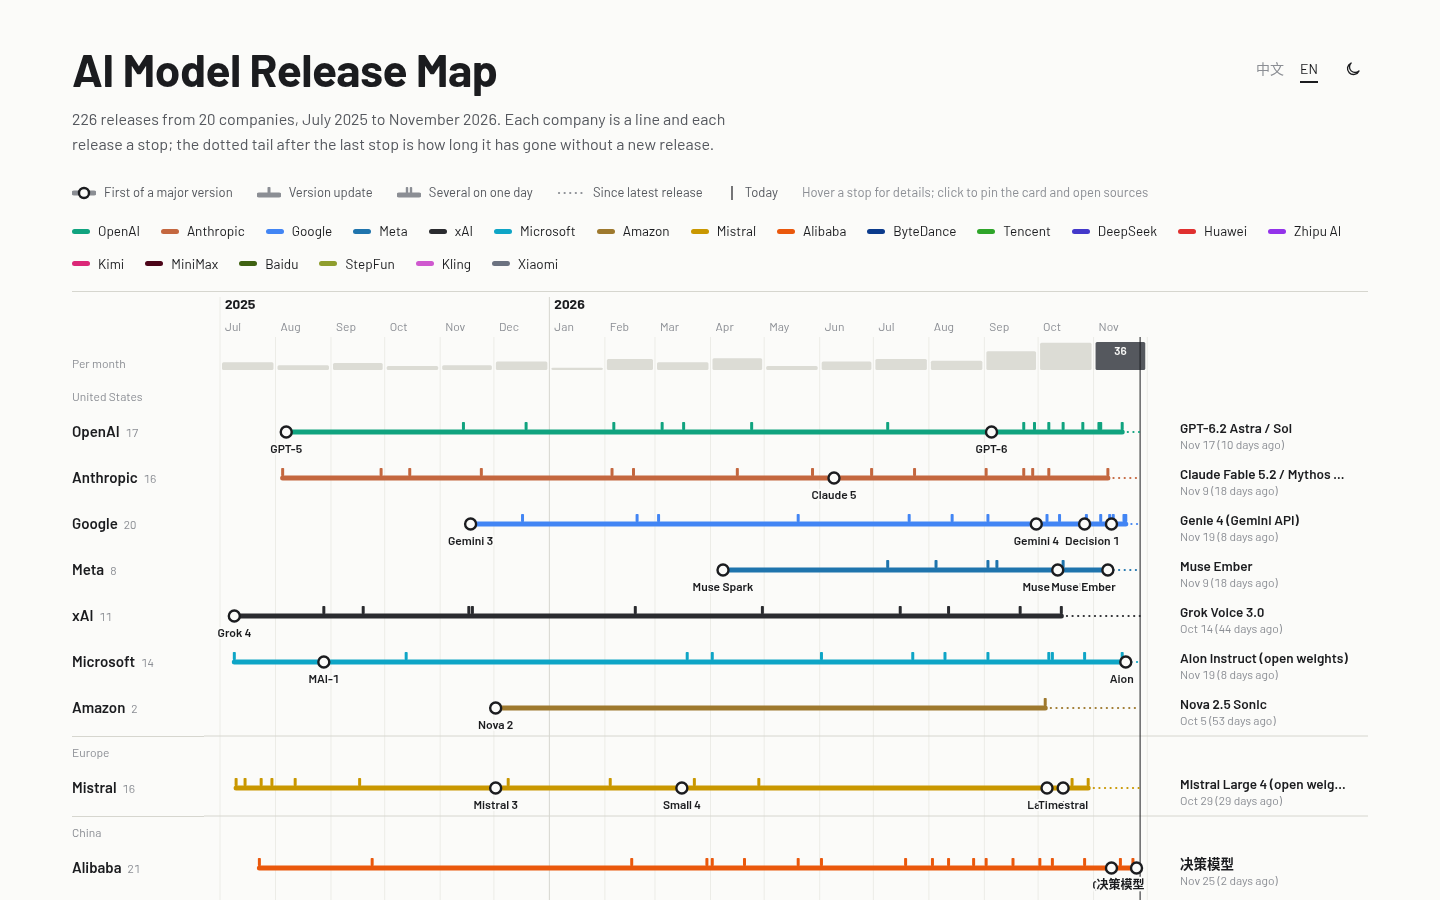 AI Model Release Map
中文 EN
226 releases from 20 companies, July 2025 to November 2026. Each company is a line and each
release a stop; the dotted tail after the last stop is how long it has gone without a new release.
First of a major version Version update Several on one day Since latest release Today Hover a stop for details; click to pin the card and open sources
OpenAI Anthropic Google Meta xAI Microsoft Amazon Mistral Alibaba ByteDance Tencent DeepSeek Huawei Zhipu AI
Kimi MiniMax Baidu StepFun Kling Xiaomi
2025 2026
Jul Aug Sep Oct Nov Dec Jan Feb Mar Apr May Jun Jul Aug Sep Oct Nov
Per month 36
United States
OpenAI 17
GPT-5 GPT-6
GPT-6.2 Astra / Sol
Nov 17 (10 days ago)
Anthropic 16
Claude 5
Claude Fable 5.2 / Mythos ...
Nov 9 (18 days ago)
Google 20
Gemini 3 Gemini 4 Decision 1
Genie 4 (Gemini API)
Nov 19 (8 days ago)
Meta 8
Muse Spark Muse Muse Ember
Muse Ember
Nov 9 (18 days ago)
xAI 11
Grok 4
Grok Voice 3.0
Oct 14 (44 days ago)
Microsoft 14
MAI-1 Aion
Aion Instruct (open weights)
Nov 19 (8 days ago)
Amazon 2
Nova 2
Nova 2.5 Sonic
Oct 5 (53 days ago)
Europe
Mistral 16
Mistral 3 Small 4 Timestral
Mistral Large 4 (open weig...
Oct 29 (29 days ago)
China
Alibaba 21
决策模型
决策模型
Nov 25 (2 days ago)